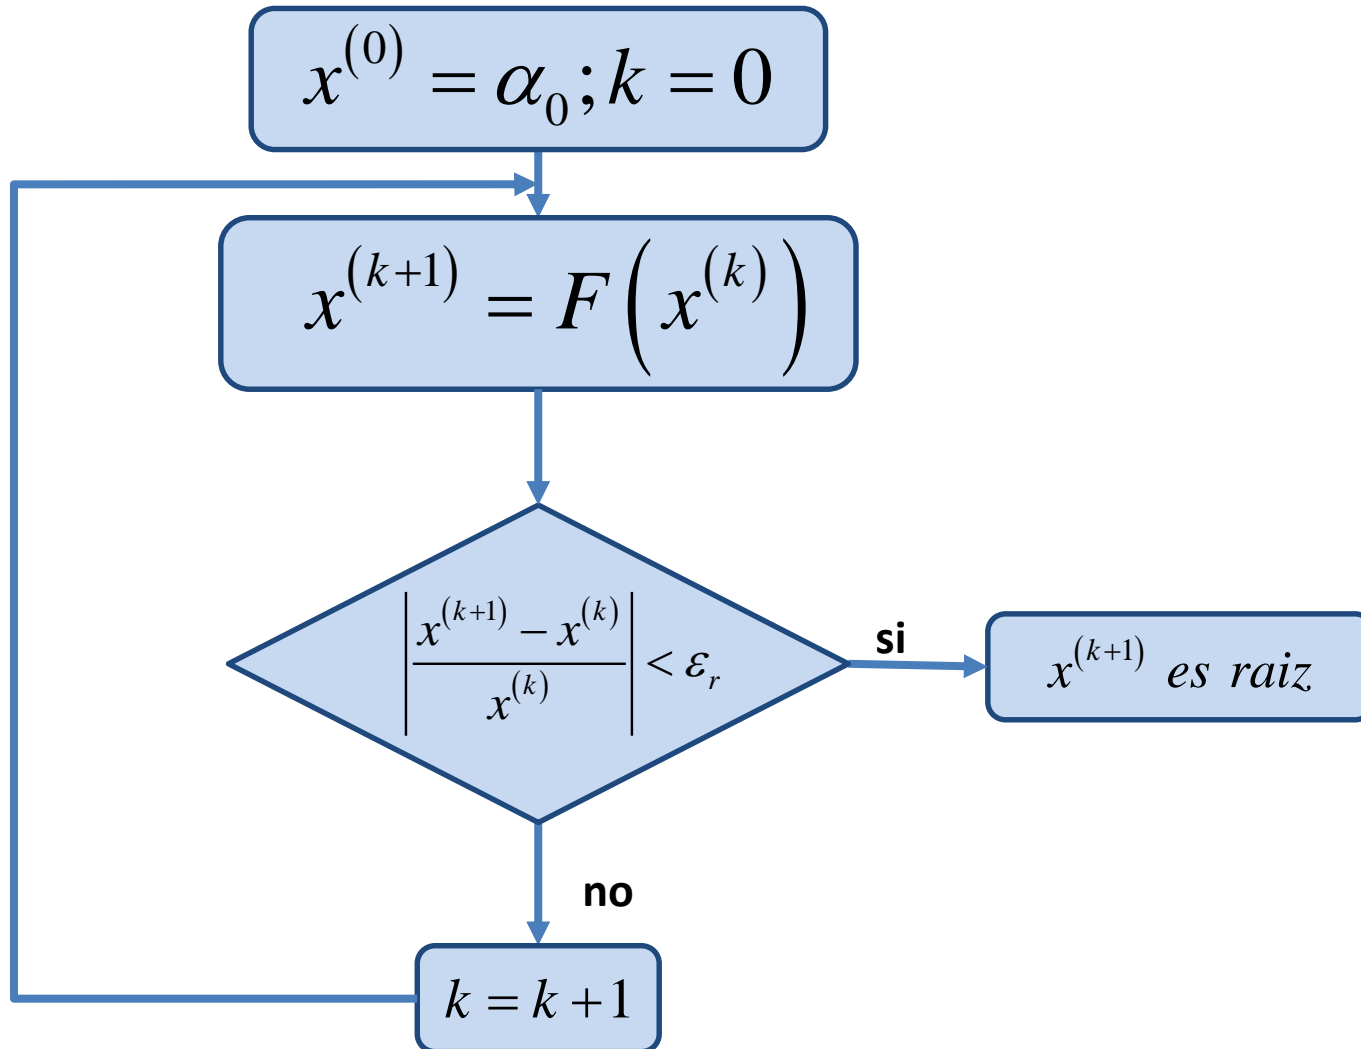 x^(0) = α_0; k = 0
x^(k+1) = F(x^(k))
|(x^(k+1) − x^(k)) / x^(k)| < ε_r
si
x^(k+1) es raiz
no
k = k + 1